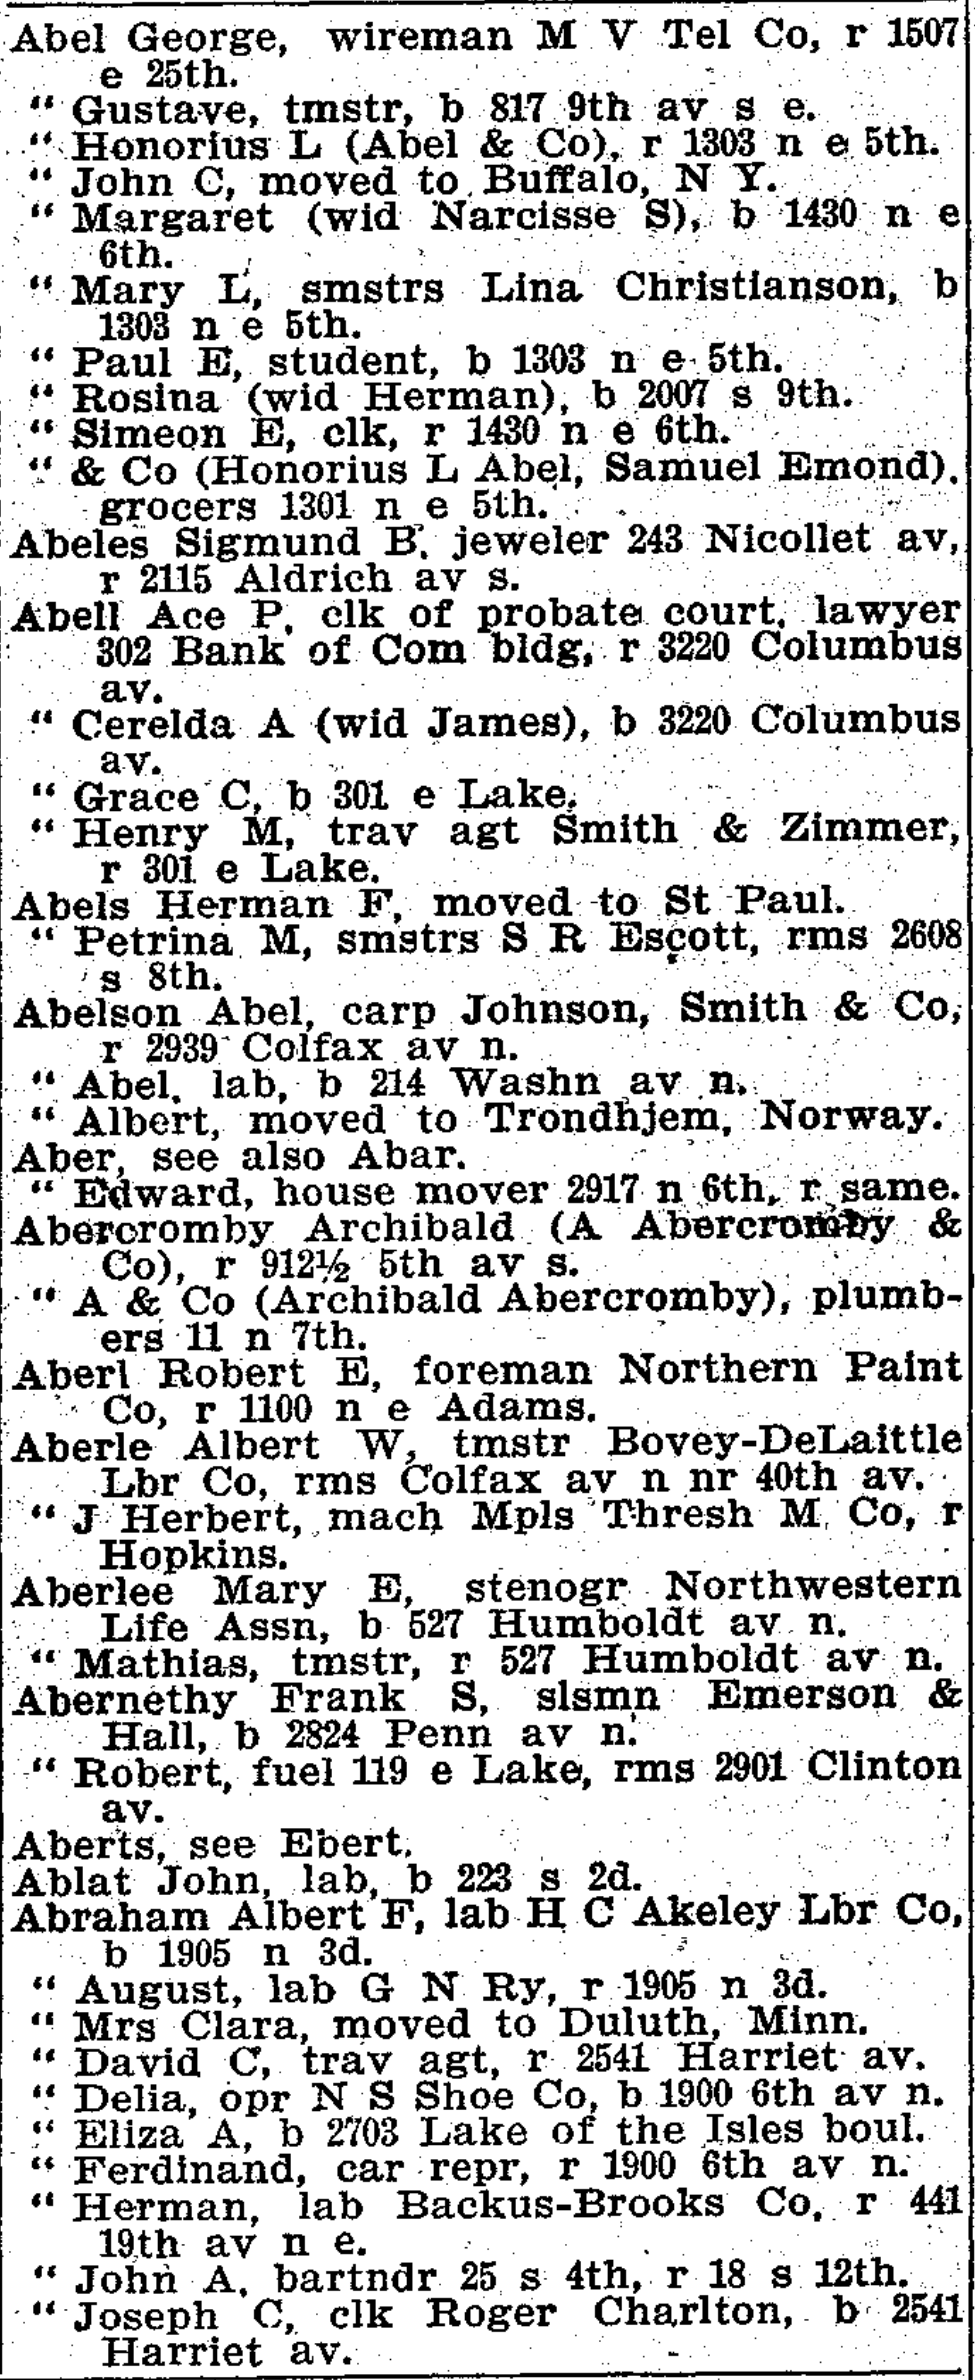 Abel George, wireman M V Tel Co, r 1507
e 25th.
“ Gustave, tmstr, b 817 9th av s e.
“ Honorius L (Abel & Co), r 1303 n e 5th.
“ John C, moved to Buffalo, N Y.
“ Margaret (wid Narcisse S), b 1430 n e
6th.
“ Mary L, smstrs Lina Christianson, b
1303 n e 5th.
“ Paul E, student, b 1303 n e 5th.
“ Rosina (wid Herman), b 2007 s 9th.
“ Simeon E, clk, r 1430 n e 6th.
“ & Co (Honorius L Abel, Samuel Emond),
grocers 1301 n e 5th.
Abeles Sigmund B, jeweler 243 Nicollet av,
r 2115 Aldrich av s.
Abell Ace P, clk of probate court, lawyer
302 Bank of Com bldg, r 3220 Columbus
av.
“ Cerelda A (wid James), b 3220 Columbus
av.
“ Grace C, b 301 e Lake.
“ Henry M, trav agt Smith & Zimmer,
r 301 e Lake.
Abels Herman F, moved to St Paul.
“ Petrina M, smstrs S R Escott, rms 2608
s 8th.
Abelson Abel, carp Johnson, Smith & Co,
r 2939 Colfax av n.
“ Abel, lab, b 214 Washn av n.
“ Albert, moved to Trondhjem, Norway.
Aber, see also Abar.
“ Edward, house mover 2917 n 6th, r same.
Abercromby Archibald (A Abercromby &
Co), r 912½ 5th av s.
“ A & Co (Archibald Abercromby), plumb-
ers 11 n 7th.
Aberl Robert E, foreman Northern Paint
Co, r 1100 n e Adams.
Aberle Albert W, tmstr Bovey-DeLaittle
Lbr Co, rms Colfax av n nr 40th av.
“ J Herbert, mach Mpls Thresh M Co, r
Hopkins.
Aberlee Mary E, stenogr Northwestern
Life Assn, b 527 Humboldt av n.
“ Mathias, tmstr, r 527 Humboldt av n.
Abernethy Frank S, slsmn Emerson &
Hall, b 2824 Penn av n.
“ Robert, fuel 119 e Lake, rms 2901 Clinton
av.
Aberts, see Ebert.
Ablat John, lab, b 223 s 2d.
Abraham Albert F, lab H C Akeley Lbr Co,
b 1905 n 3d.
“ August, lab G N Ry, r 1905 n 3d.
“ Mrs Clara, moved to Duluth, Minn.
“ David C, trav agt, r 2541 Harriet av.
“ Delia, opr N S Shoe Co, b 1900 6th av n.
“ Eliza A, b 2703 Lake of the Isles boul.
“ Ferdinand, car repr, r 1900 6th av n.
“ Herman, lab Backus-Brooks Co, r 441
19th av n e.
“ John A, bartndr 25 s 4th, r 18 s 12th.
“ Joseph C, clk Roger Charlton, b 2541
Harriet av.